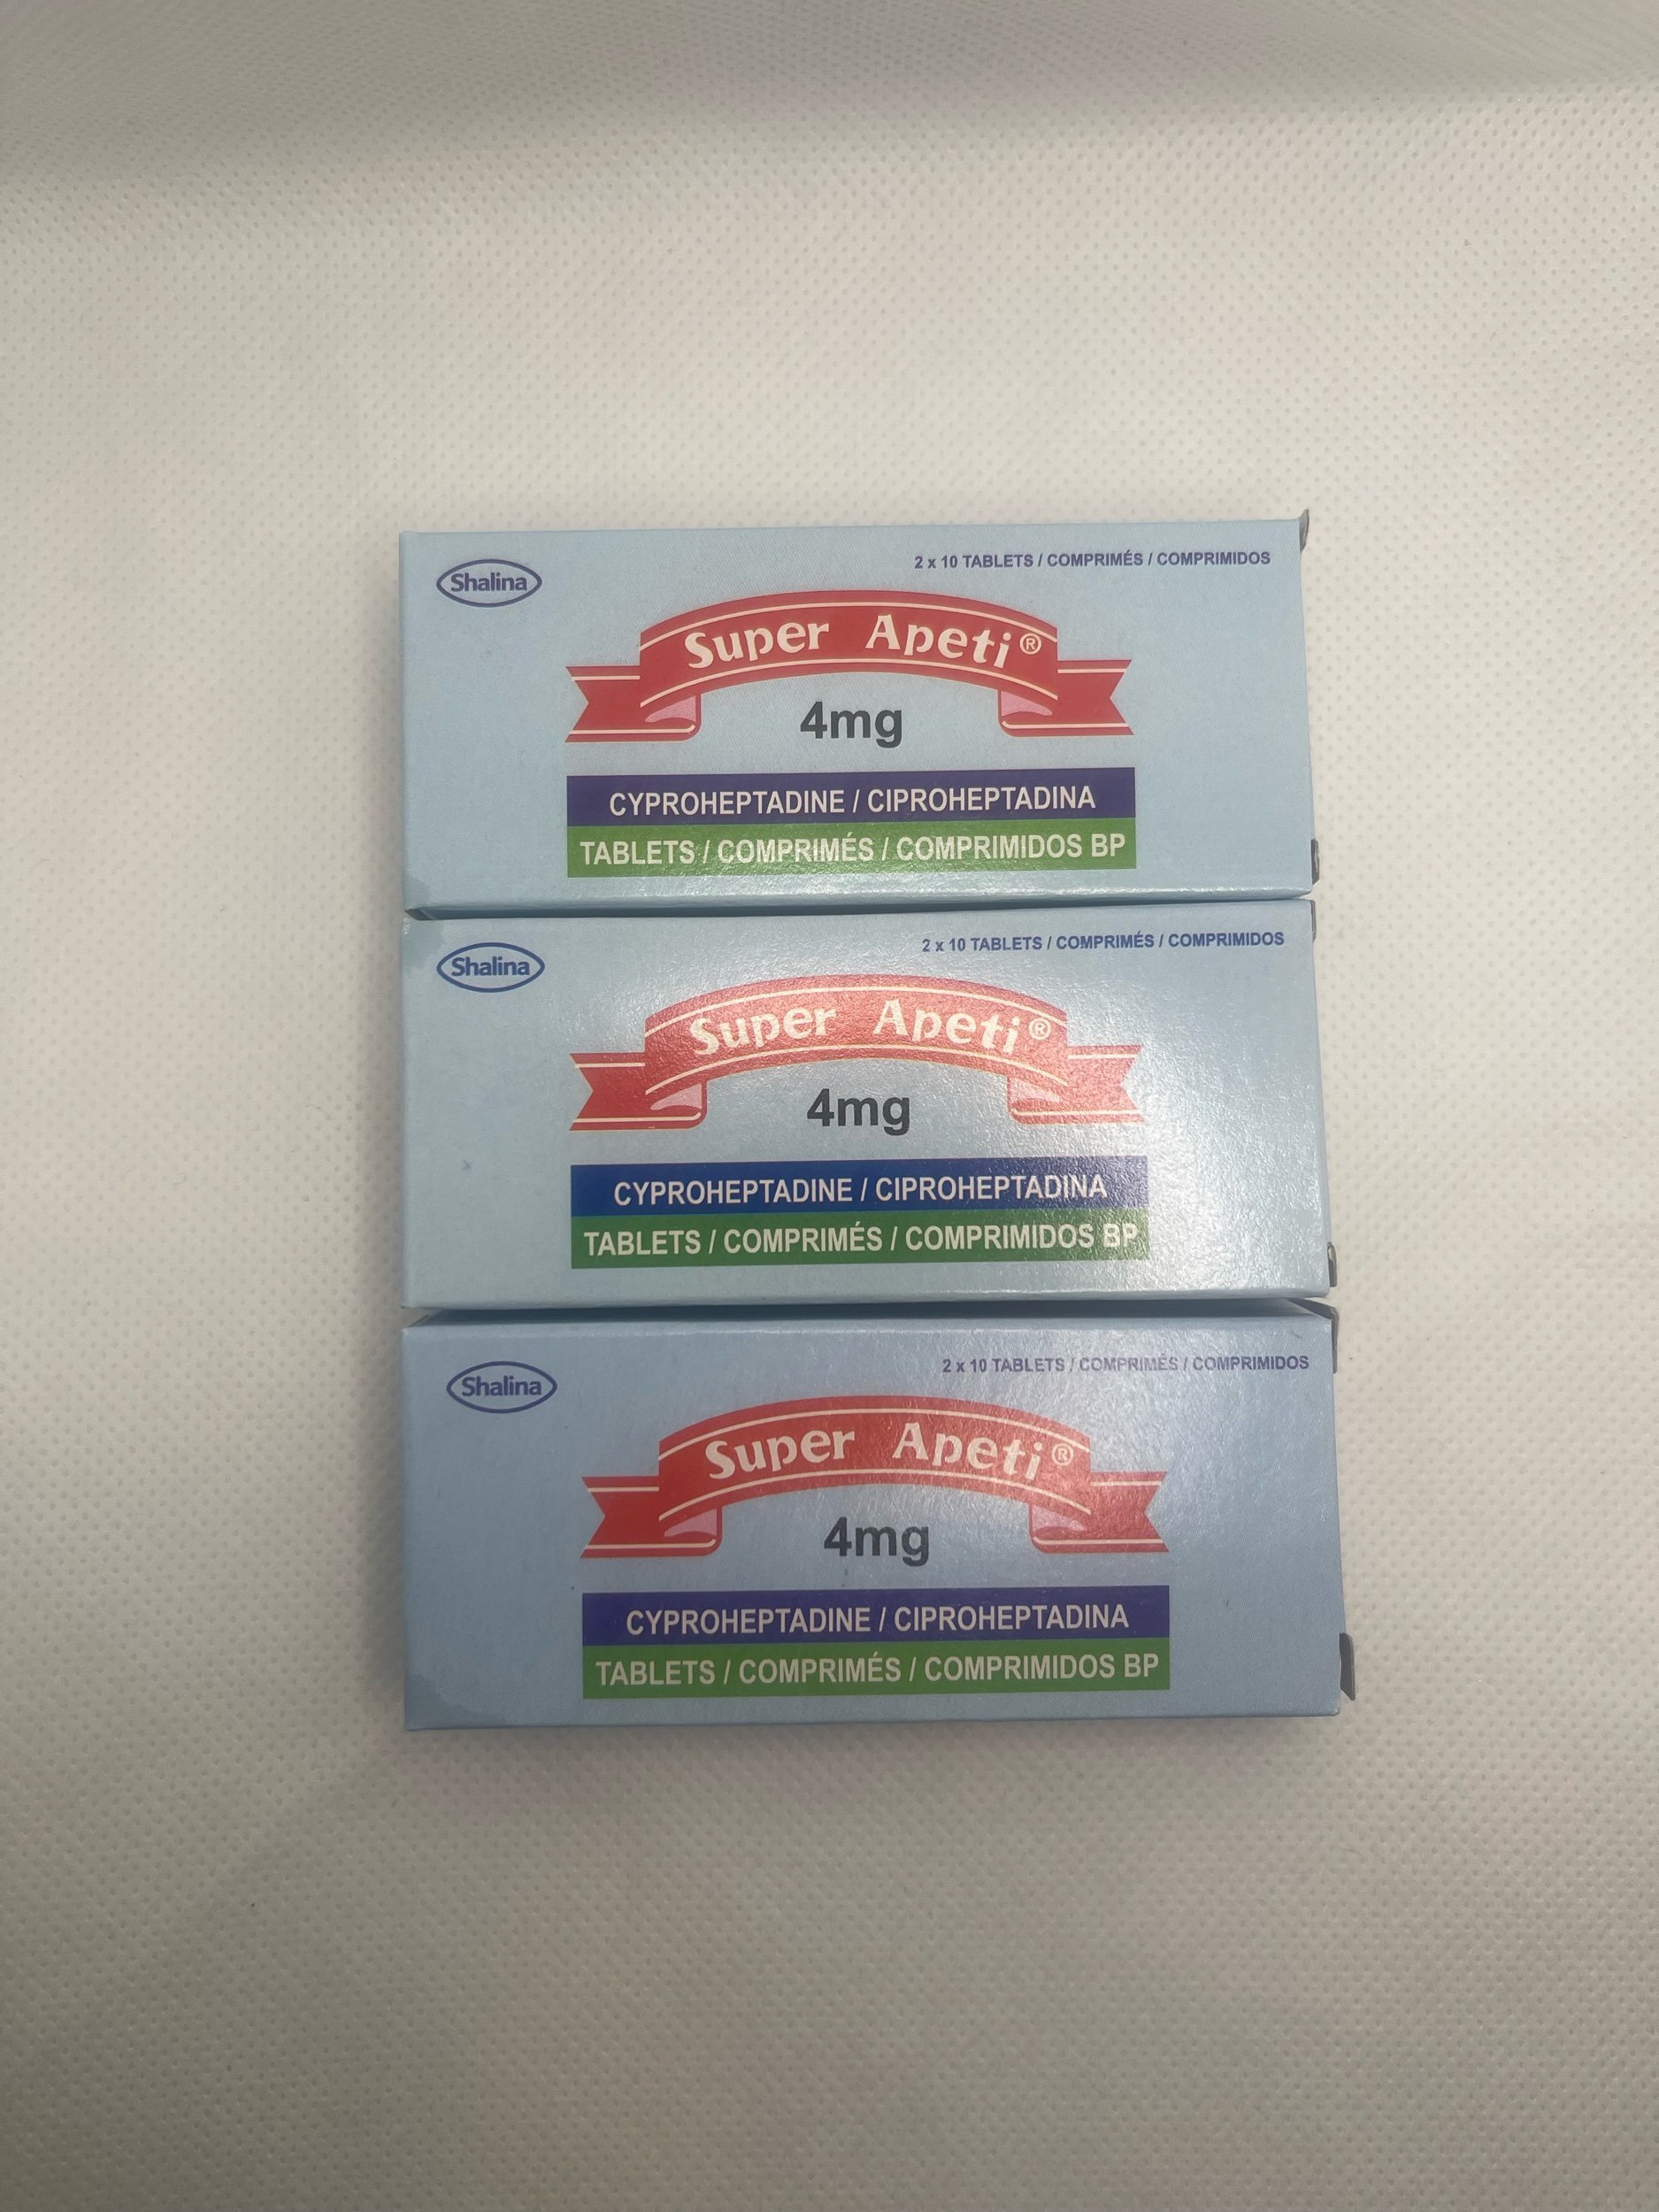 Shalina
2 x 10 TABLETS / COMPRIMÉS / COMPRIMIDOS
Super Apeti®
4mg
CYPROHEPTADINE / CIPROHEPTADINA
TABLETS / COMPRIMÉS / COMPRIMIDOS BP
Shalina
2 x 10 TABLETS / COMPRIMÉS / COMPRIMIDOS
Super Apeti®
4mg
CYPROHEPTADINE / CIPROHEPTADINA
TABLETS / COMPRIMÉS / COMPRIMIDOS BP
Shalina
2 x 10 TABLETS / COMPRIMÉS / COMPRIMIDOS
Super Apeti®
4mg
CYPROHEPTADINE / CIPROHEPTADINA
TABLETS / COMPRIMÉS / COMPRIMIDOS BP